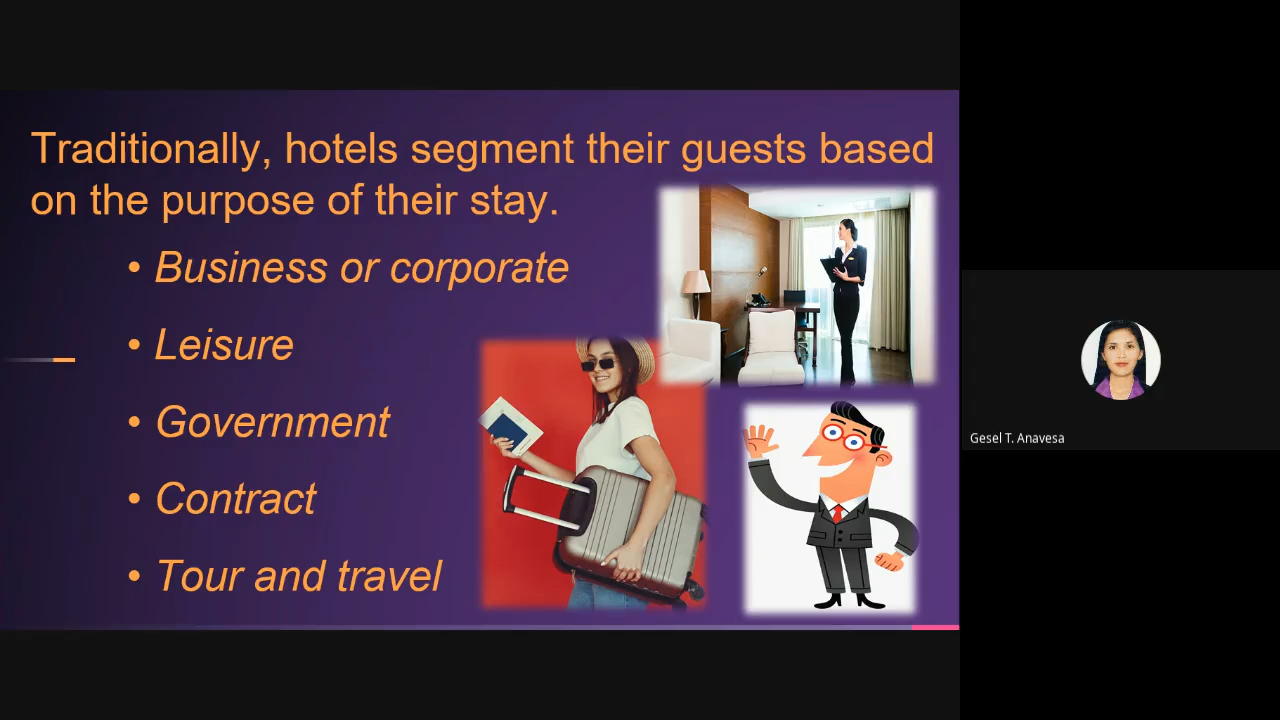 Traditionally, hotels segment their guests based
on the purpose of their stay.
• Business or corporate
• Leisure
• Government
• Contract
• Tour and travel
Gesel T. Anavesa